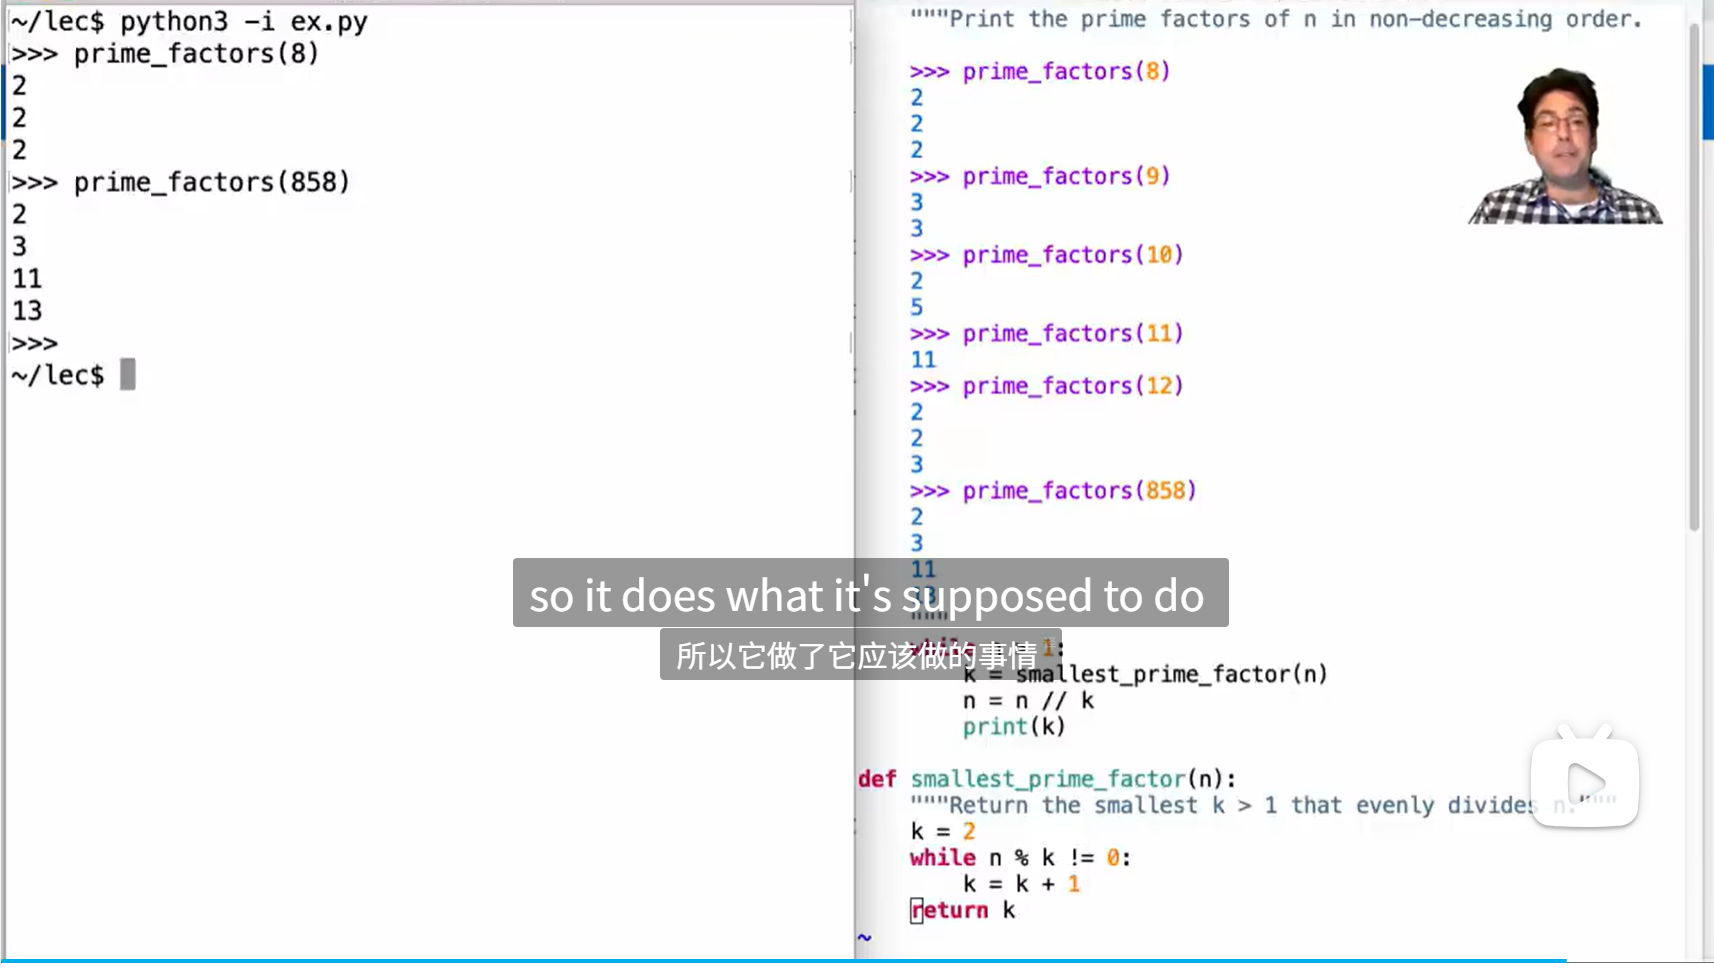 ~/lec$ python3 -i ex.py
>>> prime_factors(8)
2
2
2
>>> prime_factors(858)
2
3
11
13
>>>
~/lec$
"""Print the prime factors of n in non-decreasing order.
>>> prime_factors(8)
2
2
2
>>> prime_factors(9)
3
3
>>> prime_factors(10)
2
5
>>> prime_factors(11)
11
>>> prime_factors(12)
2
2
3
>>> prime_factors(858)
2
3
11
13
"""
while n > 1:
k = smallest_prime_factor(n)
n = n // k
print(k)
def smallest_prime_factor(n):
"""Return the smallest k > 1 that evenly divides n."""
k = 2
while n % k != 0:
k = k + 1
return k
~
so it does what it's supposed to do
所以它做了它应该做的事情